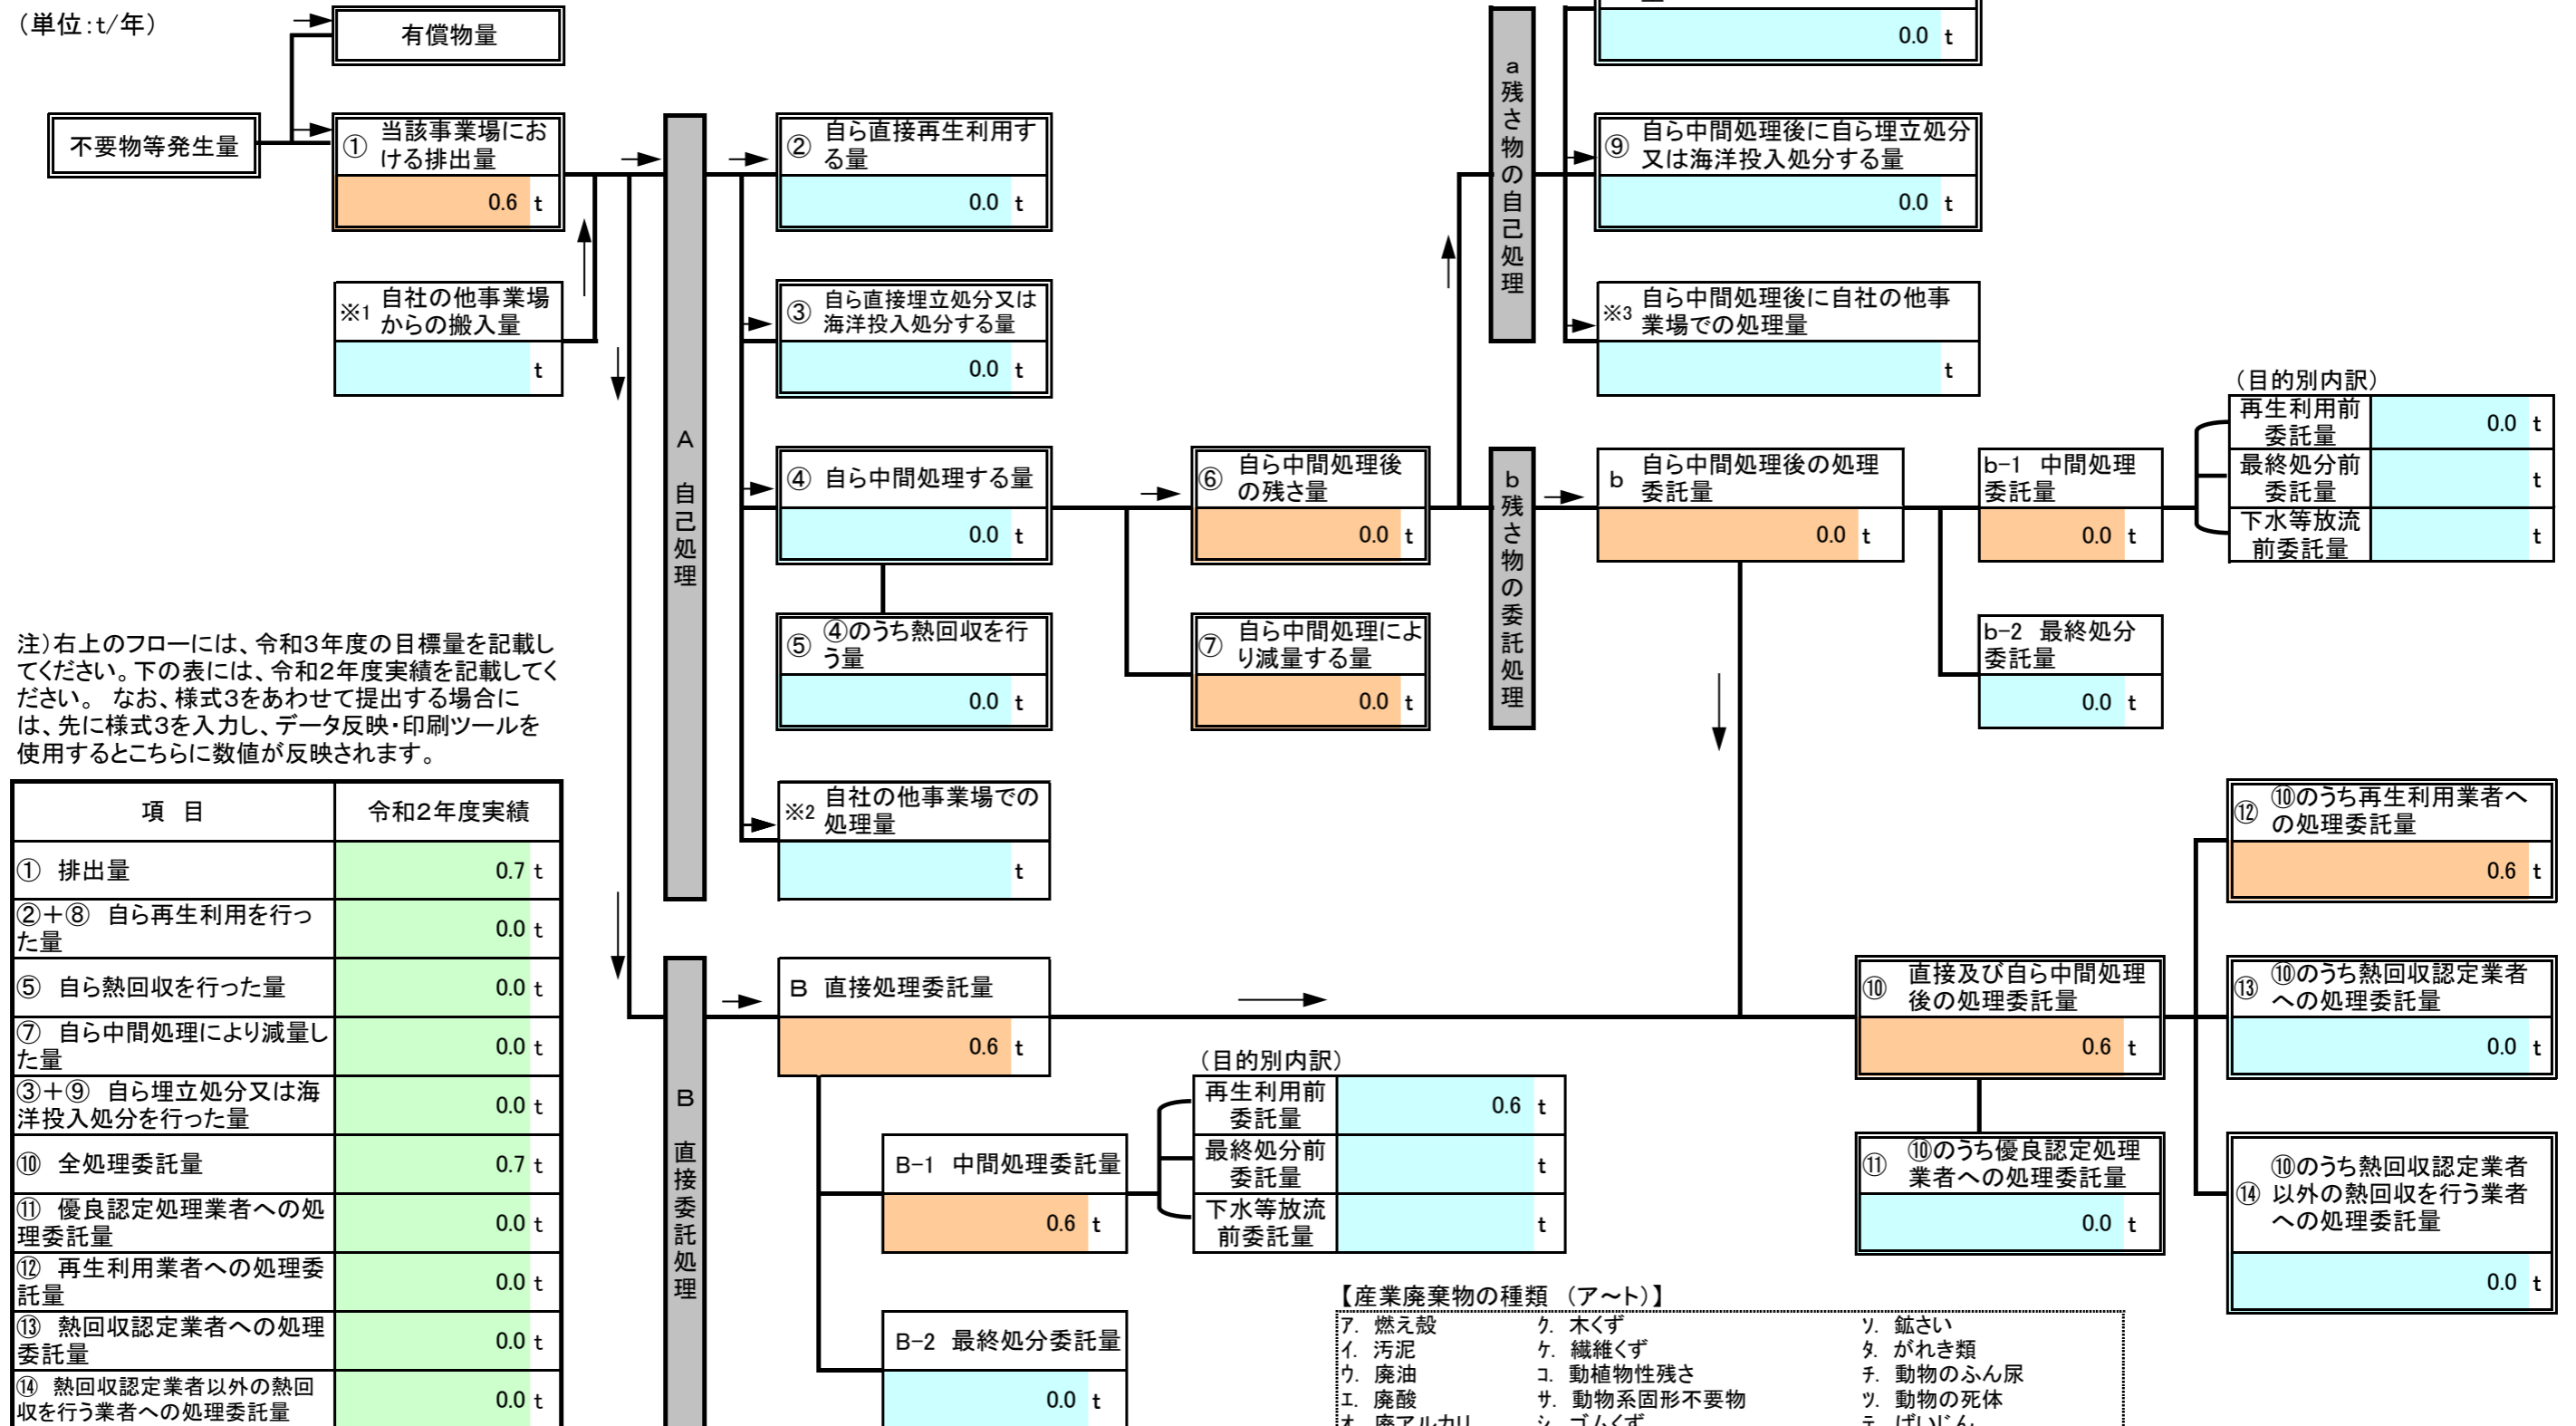 （単位：t/年）
有償物量
0.0 t
不要物等発生量
① 当該事業場にお
ける排出量
0.6 t
※1 自社の他事業場
からの搬入量
t
A 自己処理
② 自ら直接再生利用す
る量
0.0 t
③ 自ら直接埋立処分又は
海洋投入処分する量
0.0 t
④ 自ら中間処理する量
0.0 t
⑤ ④のうち熱回収を行
う量
0.0 t
※2 自社の他事業場での
処理量
t
⑥ 自ら中間処理後
の残さ量
0.0 t
⑦ 自ら中間処理によ
り減量する量
0.0 t
a 残さ物の自己処理
⑨ 自ら中間処理後に自ら埋立処分
又は海洋投入処分する量
0.0 t
※3 自ら中間処理後に自社の他事
業場での処理量
t
b 残さ物の委託処理
b 自ら中間処理後の処理
委託量
0.0 t
b-1 中間処理
委託量
0.0 t
（目的別内訳）
再生利用前
委託量
0.0 t
最終処分前
委託量
t
下水等放流
前委託量
t
b-2 最終処分
委託量
0.0 t
注）右上のフローには、令和３年度の目標量を記載し
てください。下の表には、令和２年度実績を記載してく
ださい。 なお、様式３をあわせて提出する場合に
は、先に様式３を入力し、データ反映・印刷ツールを
使用するとこちらに数値が反映されます。
項 目 令和２年度実績
① 排出量 0.7 t
②＋⑧ 自ら再生利用を行っ
た量 0.0 t
⑤ 自ら熱回収を行った量 0.0 t
⑦ 自ら中間処理により減量し
た量 0.0 t
③＋⑨ 自ら埋立処分又は海
洋投入処分を行った量 0.0 t
⑩ 全処理委託量 0.7 t
⑪ 優良認定処理業者への処
理委託量 0.0 t
⑫ 再生利用業者への処理委
託量 0.0 t
⑬ 熱回収認定業者への処理
委託量 0.0 t
⑭ 熱回収認定業者以外の熱回
収を行う業者への処理委託量 0.0 t
B 直接委託処理
B 直接処理委託量
0.6 t
B-1 中間処理委託量
0.6 t
（目的別内訳）
再生利用前
委託量
0.6 t
最終処分前
委託量
t
下水等放流
前委託量
t
B-2 最終処分委託量
0.0 t
⑩ 直接及び自ら中間処理
後の処理委託量
0.6 t
⑪ ⑩のうち優良認定処理
業者への処理委託量
0.0 t
⑫ ⑩のうち再生利用業者へ
の処理委託量
0.6 t
⑬ ⑩のうち熱回収認定業者
への処理委託量
0.0 t
⑭ ⑩のうち熱回収認定業者
以外の熱回収を行う業者
への処理委託量
0.0 t
【産業廃棄物の種類 （ア～ト）】
ｱ. 燃え殻 ｸ. 木くず ｿ. 鉱さい
ｲ. 汚泥 ｹ. 繊維くず ﾀ. がれき類
ｳ. 廃油 ｺ. 動植物性残さ ﾁ. 動物のふん尿
ｴ. 廃酸 ｻ. 動物系固形不要物 ﾂ. 動物の死体
ｵ. 廃アルカリ ｼ. ゴムくず ﾃ. ばいじん